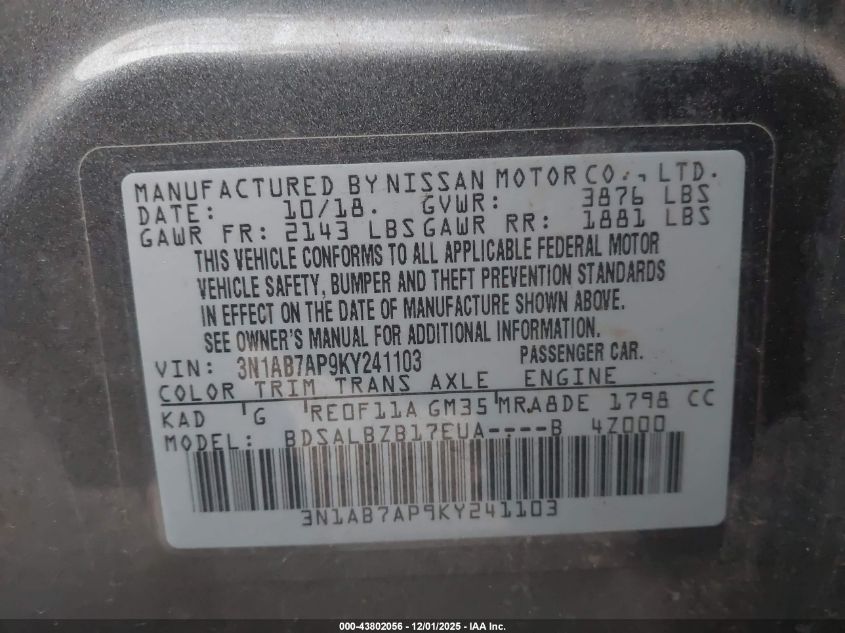 MANUFACTURED BY NISSAN MOTOR CO., LTD.
DATE: 10/18. GVWR: 3876 LBS
GAWR FR: 2143 LBS GAWR RR: 1881 LBS
THIS VEHICLE CONFORMS TO ALL APPLICABLE FEDERAL MOTOR
VEHICLE SAFETY, BUMPER AND THEFT PREVENTION STANDARDS
IN EFFECT ON THE DATE OF MANUFACTURE SHOWN ABOVE.
SEE OWNER'S MANUAL FOR ADDITIONAL INFORMATION.
VIN: 3N1AB7AP9KY241103 PASSENGER CAR.
COLOR TRIM TRANS AXLE ENGINE
KAD G RE0F11A GM35 MRA8DE 1798 CC
MODEL: BDSALBZB17EUA----B 4Z000
3N1AB7AP9KY241103
000-43802056 - 12/01/2025 - IAA Inc.